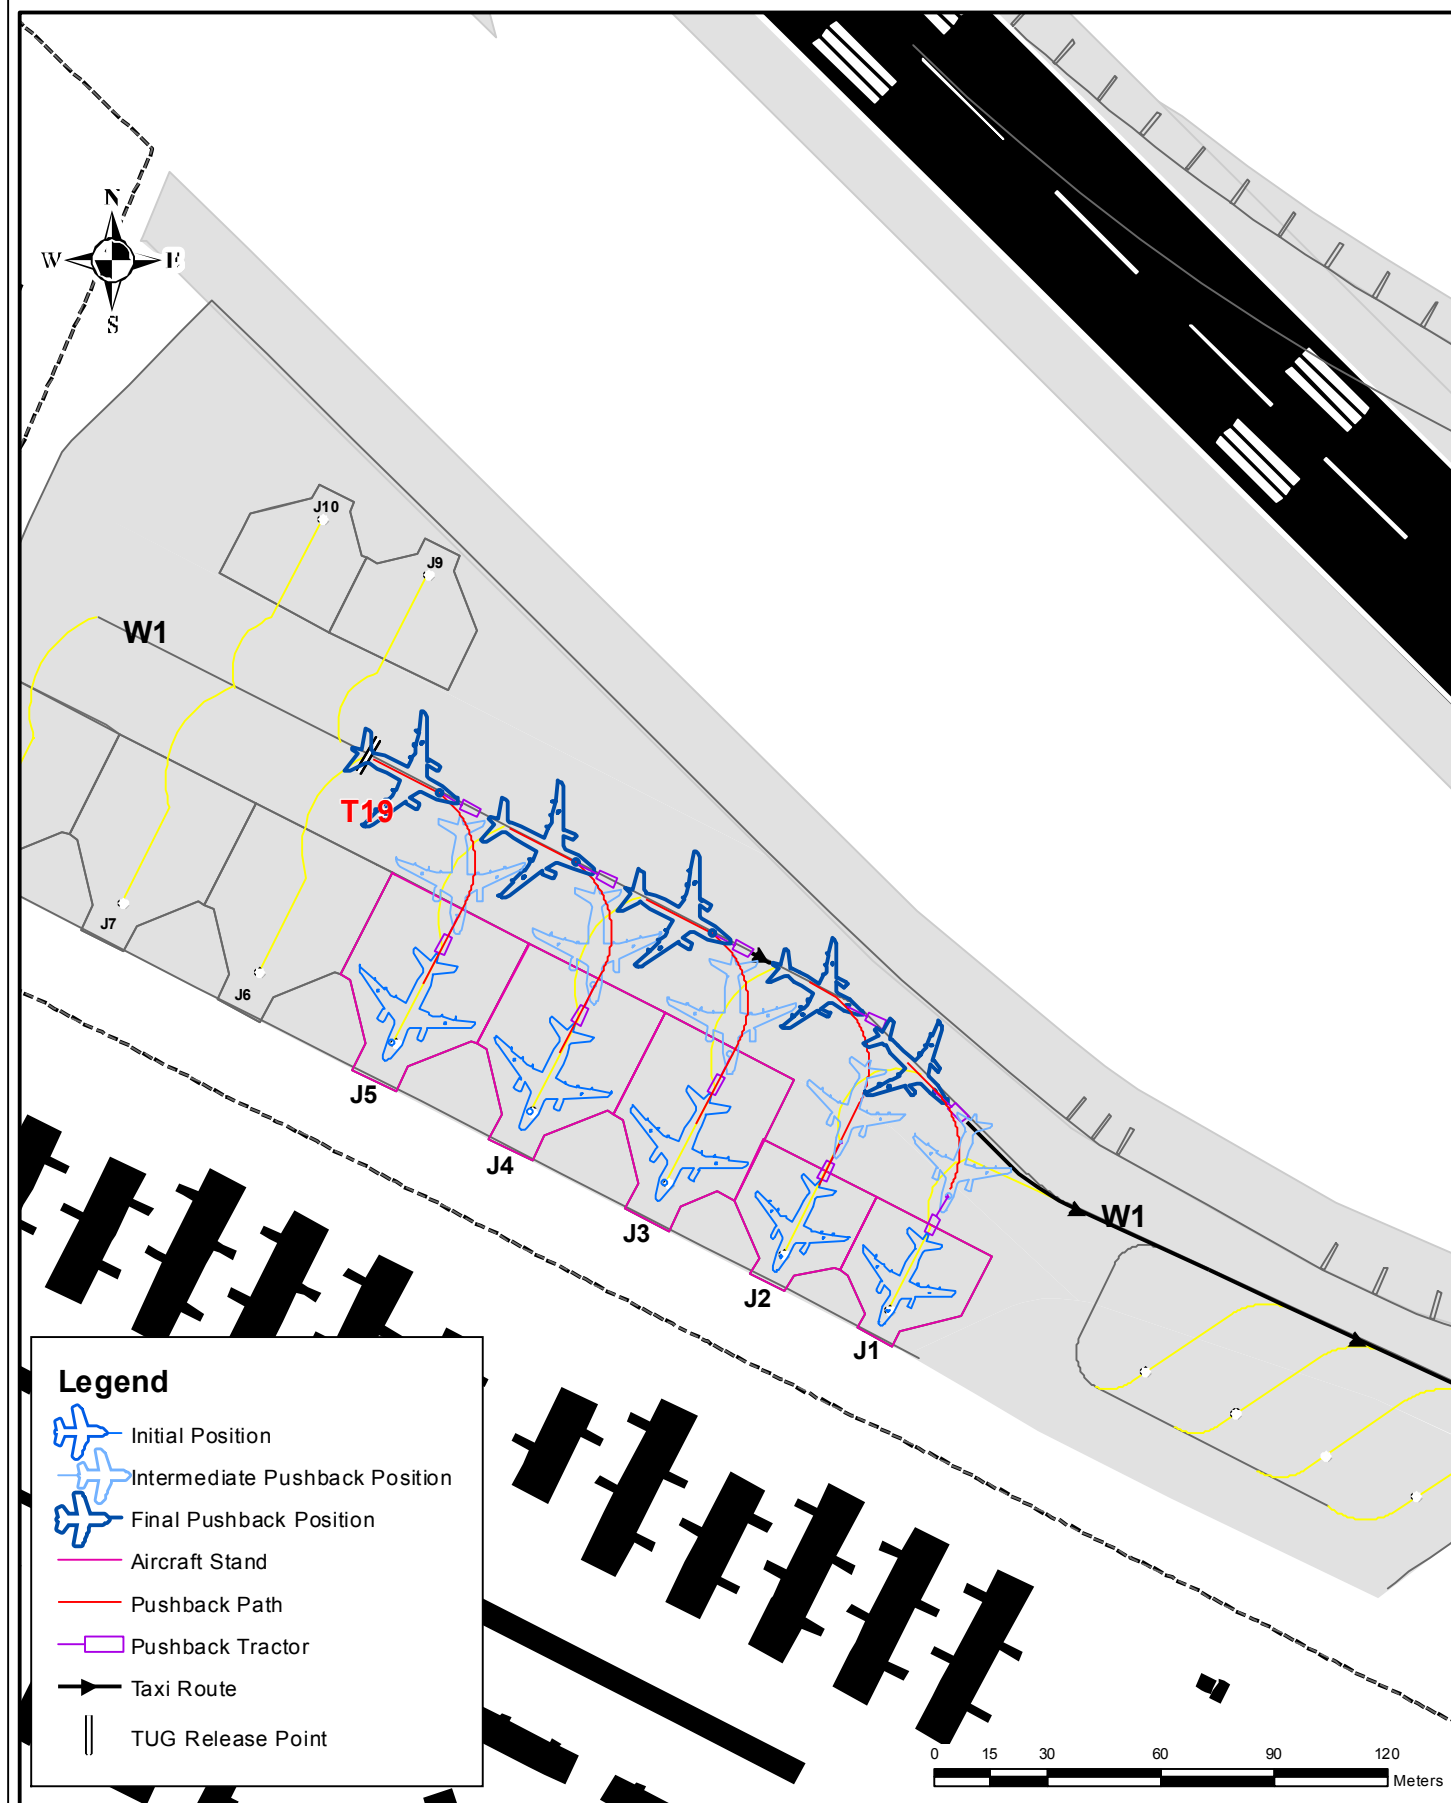 N
W
E
S
J10
J9
W1
T19
J7
J6
J5
J4
J3
J2
J1
W1
Legend
Initial Position
Intermediate Pushback Position
Final Pushback Position
Aircraft Stand
Pushback Path
Pushback Tractor
Taxi Route
TUG Release Point
0 15 30 60 90 120
Meters